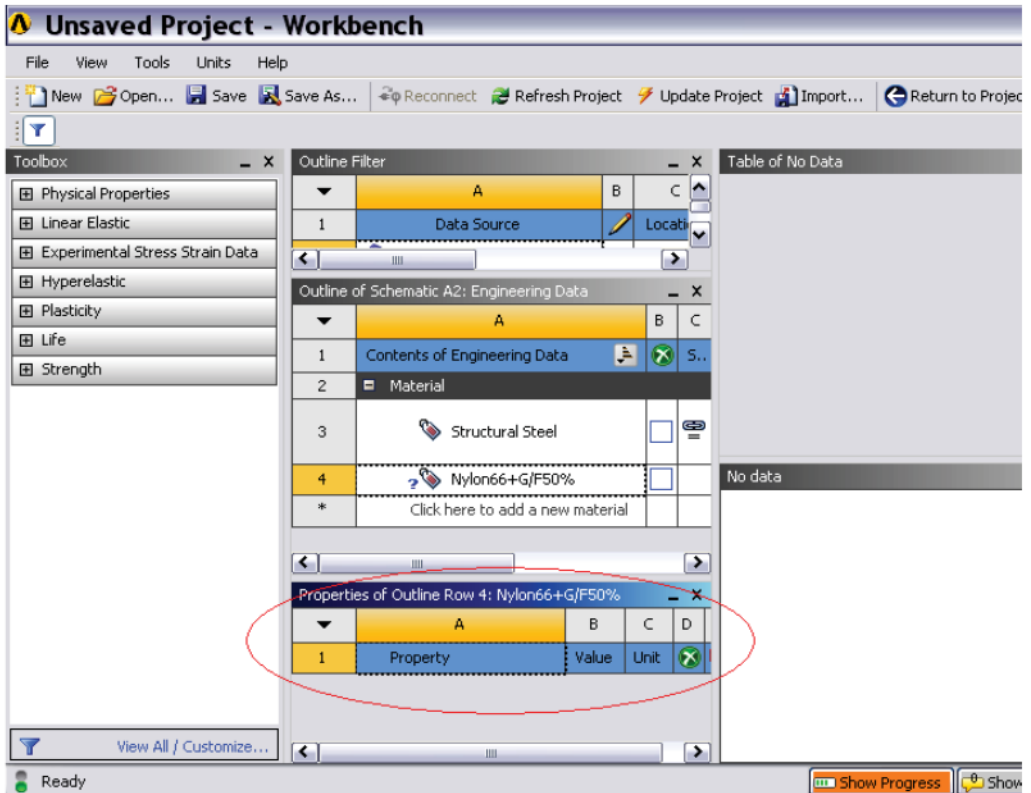 Unsaved Project - Workbench
File View Tools Units Help
New Open... Save Save As... Reconnect Refresh Project Update Project Import... Return to Projec
Toolbox
Physical Properties
Linear Elastic
Experimental Stress Strain Data
Hyperelastic
Plasticity
Life
Strength
View All / Customize...
Outline Filter
A B C
1 Data Source Locati
Outline of Schematic A2: Engineering Data
A B C
1 Contents of Engineering Data S..
2 Material
3 Structural Steel
4 ? Nylon66+G/F50%
* Click here to add a new material
Properties of Outline Row 4: Nylon66+G/F50%
A B C D
1 Property Value Unit
Table of No Data
No data
Ready
Show Progress Show